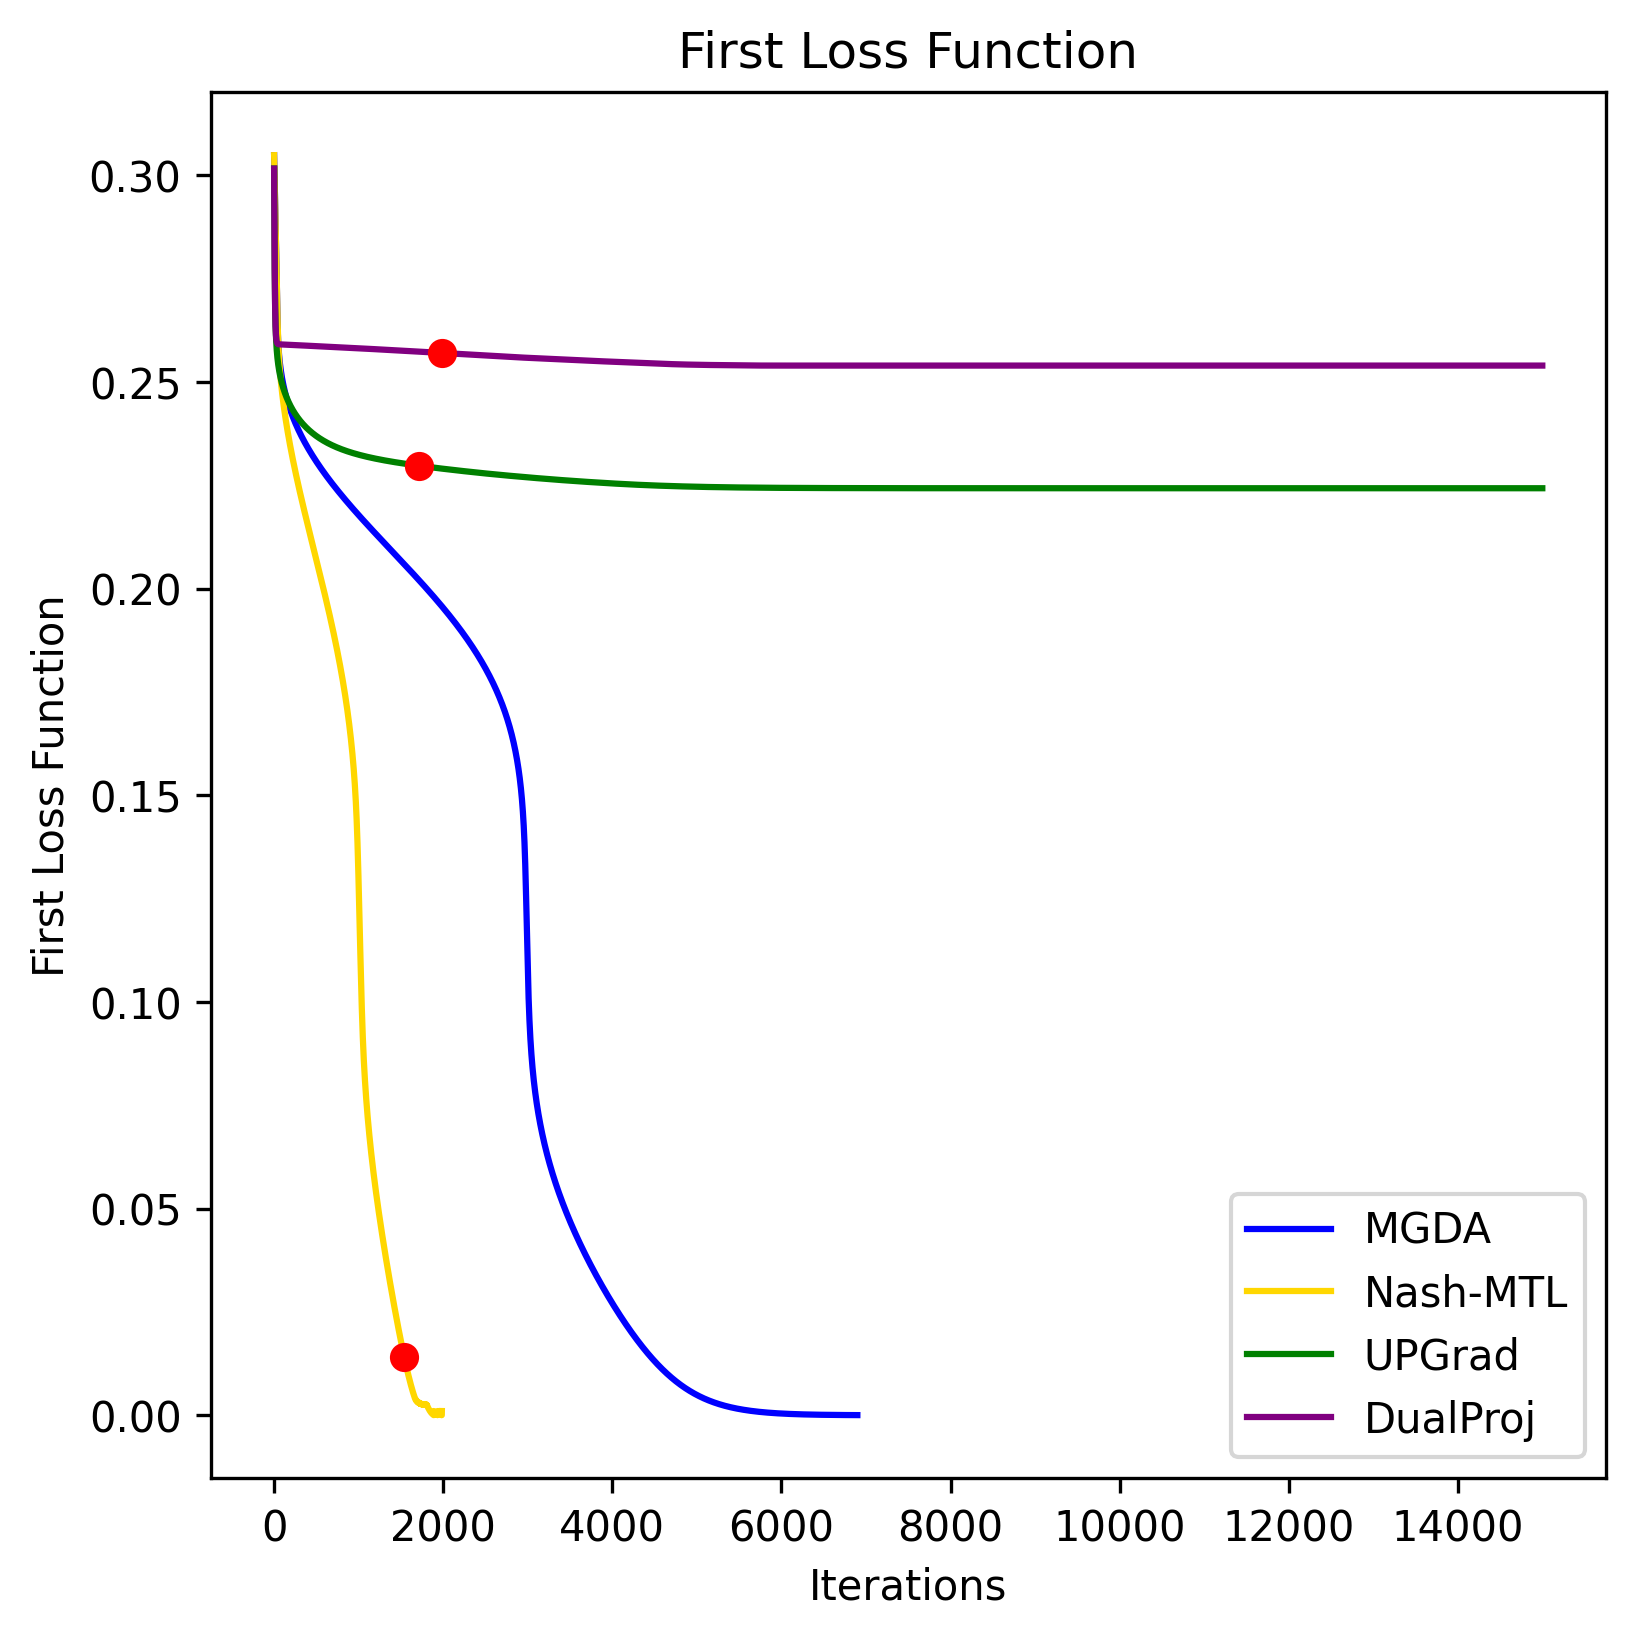 First Loss Function
First Loss Function
0.30
0.25
0.20
0.15
0.10
0.05
0.00
0 2000 4000 6000 8000 10000 12000 14000
Iterations
MGDA
Nash-MTL
UPGrad
DualProj